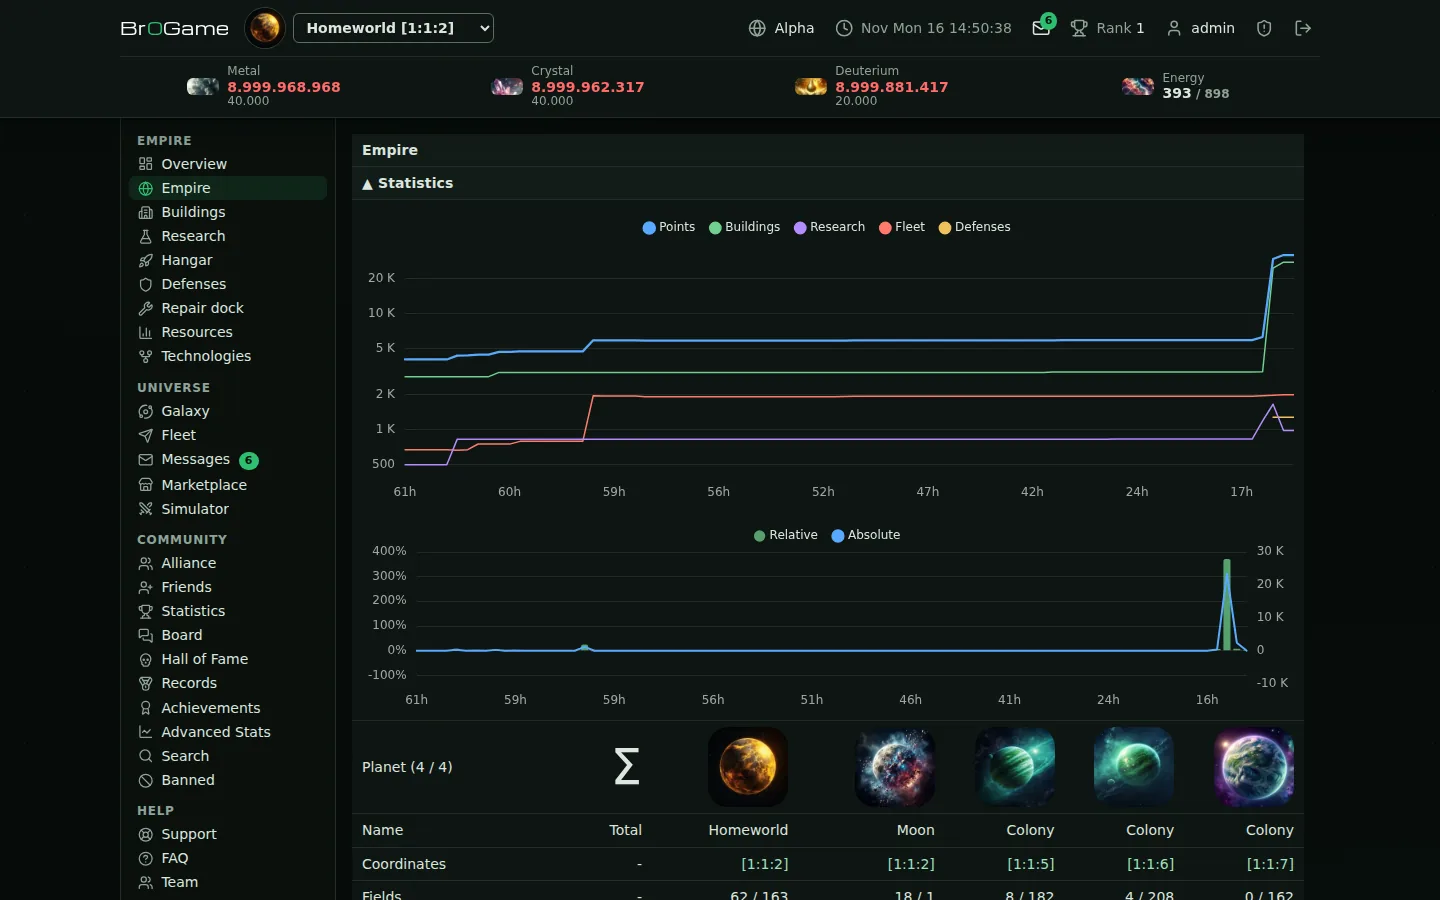 BrOGame
Homeworld [1:1:2]
Alpha
Nov Mon 16 14:50:38
6
Rank 1
admin
Metal
8.999.968.968
40.000
Crystal
8.999.962.317
40.000
Deuterium
8.999.881.417
20.000
Energy
393 / 898
EMPIRE
Overview
Empire
Buildings
Research
Hangar
Defenses
Repair dock
Resources
Technologies
UNIVERSE
Galaxy
Fleet
Messages 6
Marketplace
Simulator
COMMUNITY
Alliance
Friends
Statistics
Board
Hall of Fame
Records
Achievements
Advanced Stats
Search
Banned
HELP
Support
FAQ
Team
Empire
▲ Statistics
Points Buildings Research Fleet Defenses
20 K
10 K
5 K
2 K
1 K
500
61h 60h 59h 56h 52h 47h 42h 24h 17h
Relative Absolute
400% 30 K
300%
20 K
200%
100% 10 K
0% 0
-100% -10 K
61h 59h 59h 56h 51h 46h 41h 24h 16h
Planet (4 / 4) Σ
Name Total Homeworld Moon Colony Colony Colony
Coordinates - [1:1:2] [1:1:2] [1:1:5] [1:1:6] [1:1:7]
Fields - 62 / 163 18 / 1 8 / 182 4 / 208 0 / 162